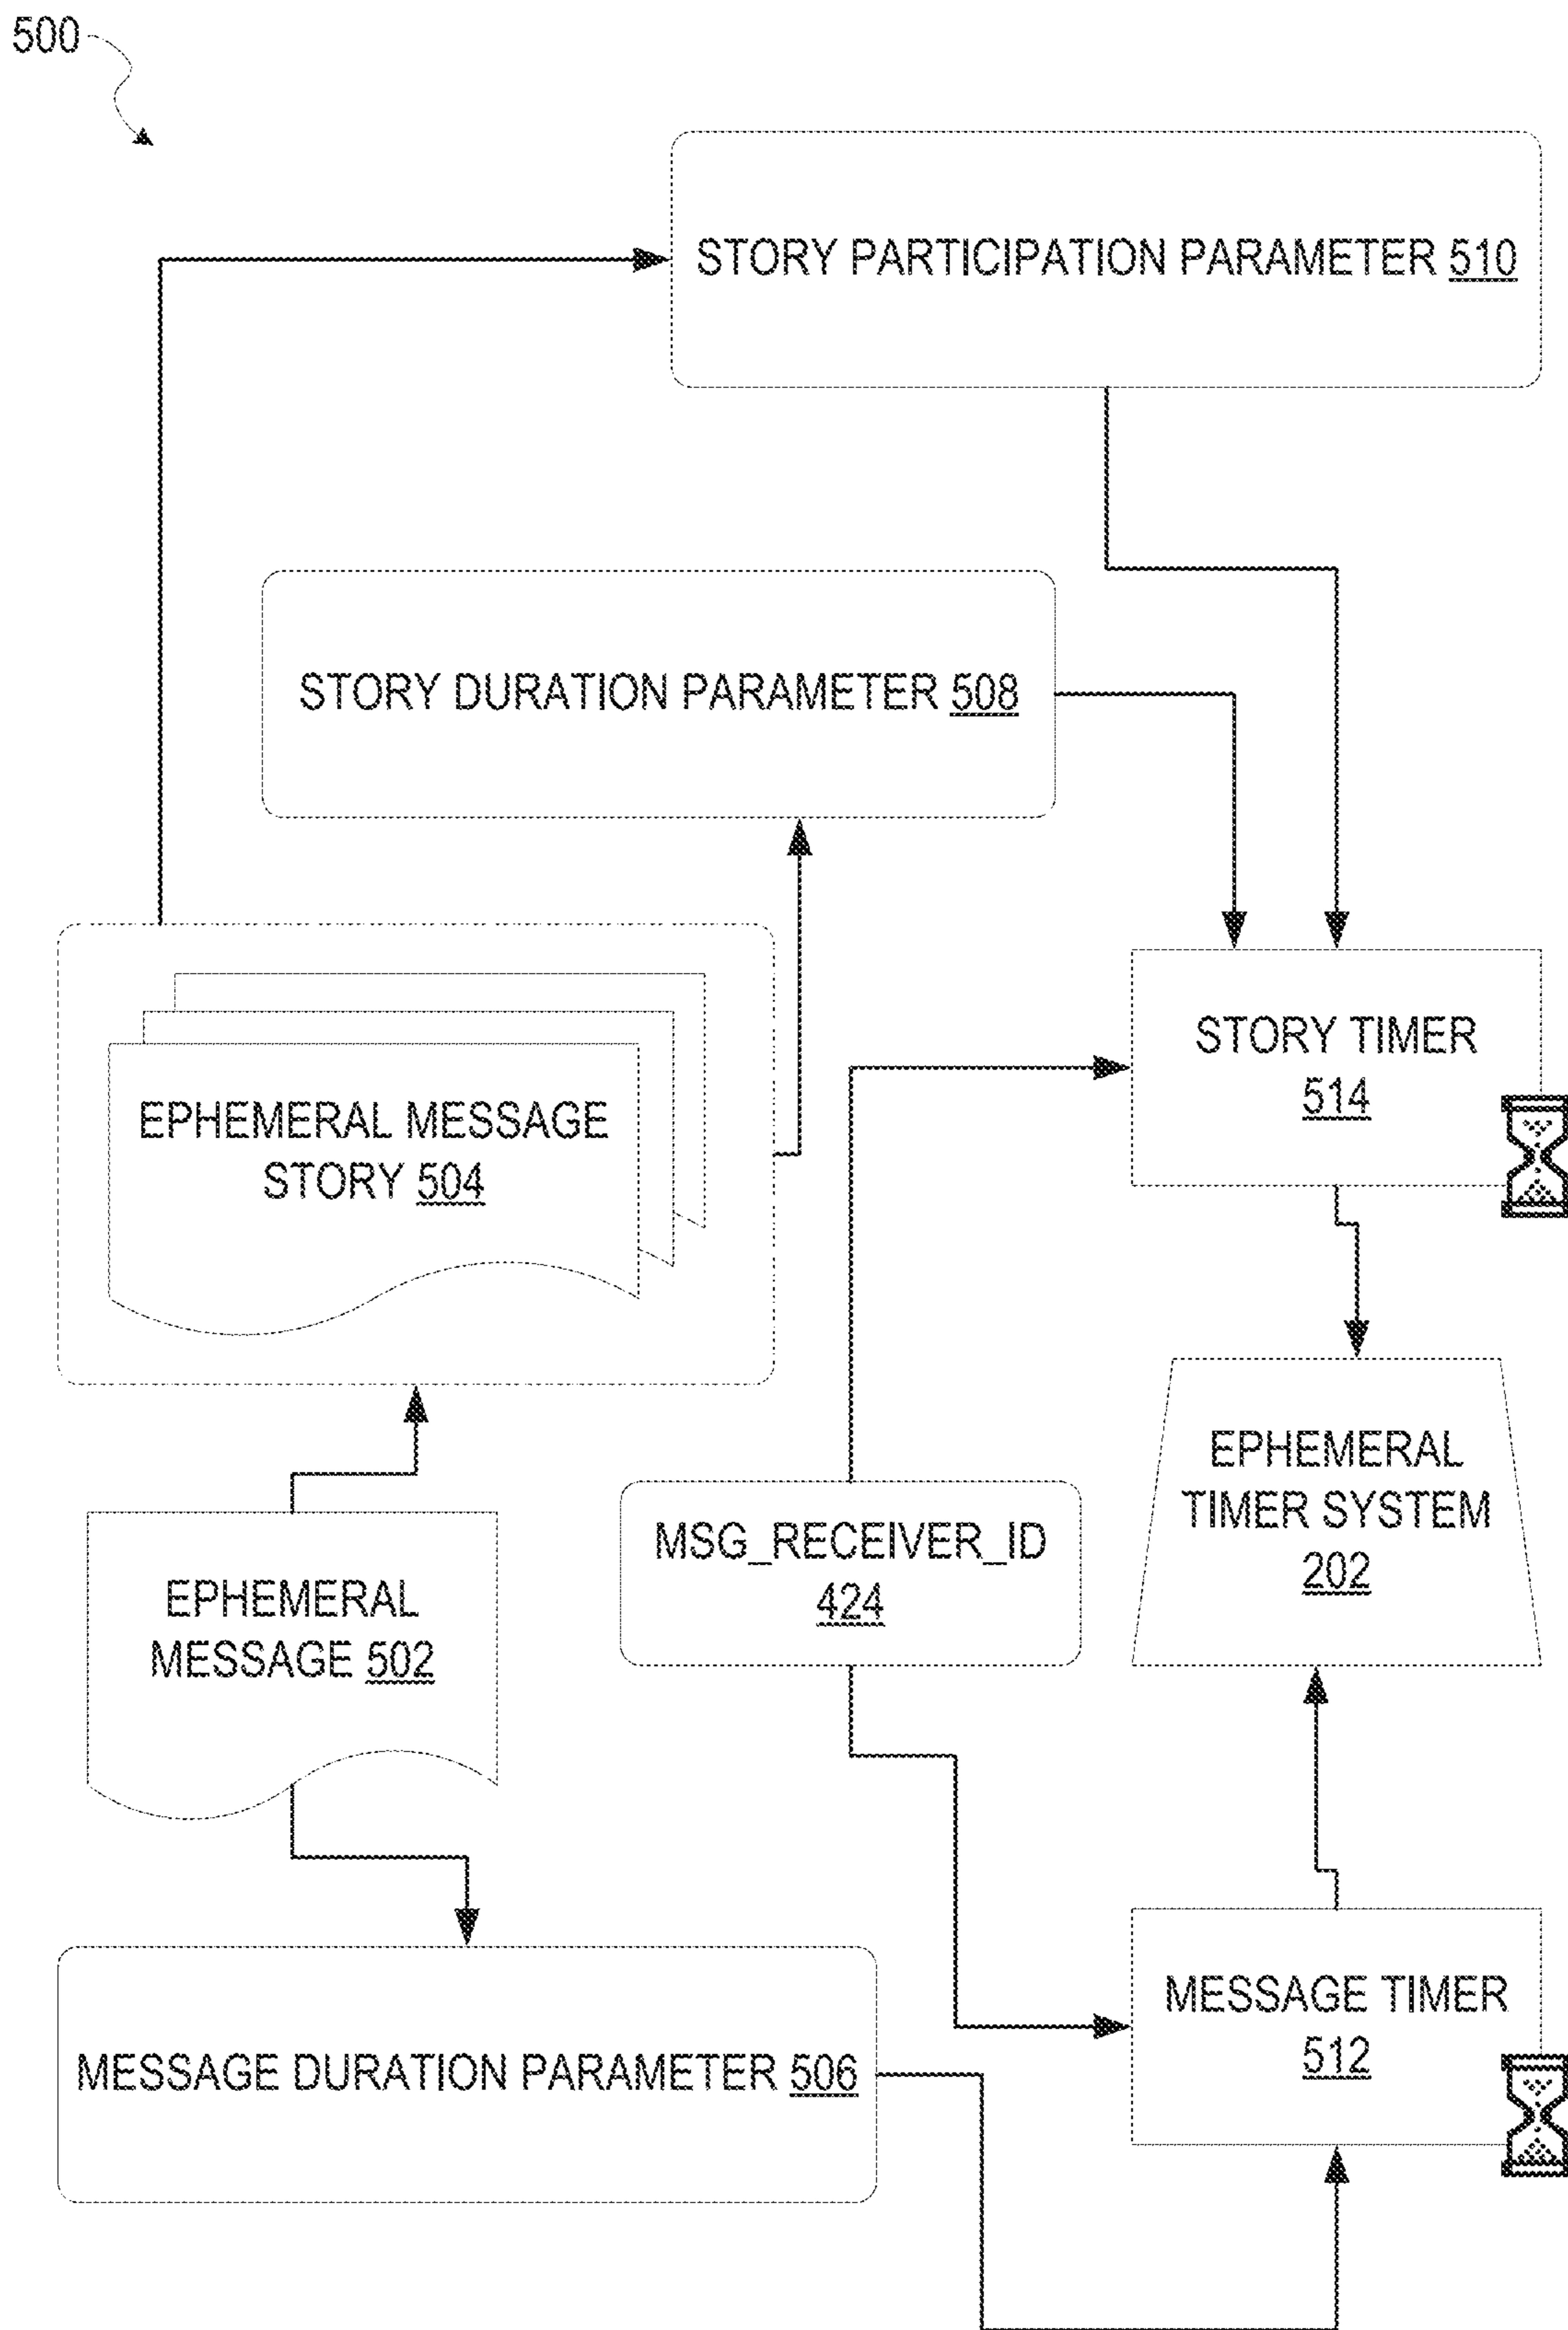 500
STORY PARTICIPATION PARAMETER 510
STORY DURATION PARAMETER 508
EPHEMERAL MESSAGE
STORY 504
STORY TIMER
514
EPHEMERAL
TIMER SYSTEM
202
MSG_RECEIVER_ID
424
EPHEMERAL
MESSAGE 502
MESSAGE TIMER
512
MESSAGE DURATION PARAMETER 506